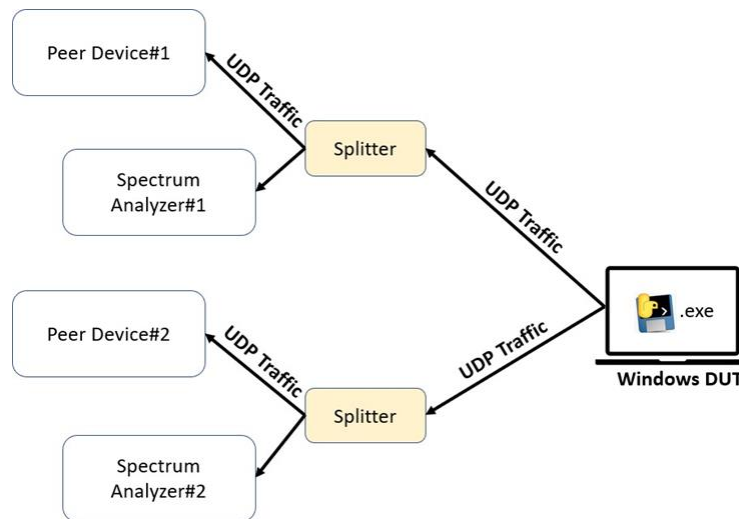 Peer Device#1
UDP Traffic
Splitter
Spectrum
Analyzer#1
UDP Traffic
.exe
Peer Device#2
UDP Traffic
UDP Traffic
Windows DUT
Splitter
Spectrum
Analyzer#2